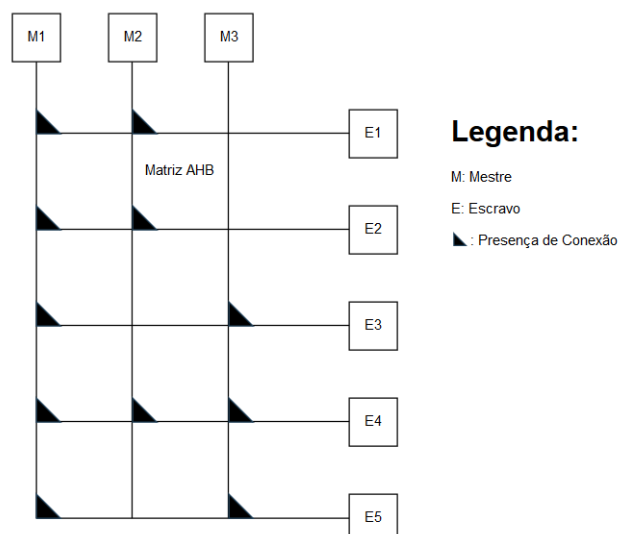 M1 M2 M3
E1
Legenda:
Matriz AHB
M: Mestre
E: Escravo
E2
: Presença de Conexão
E3
E4
E5